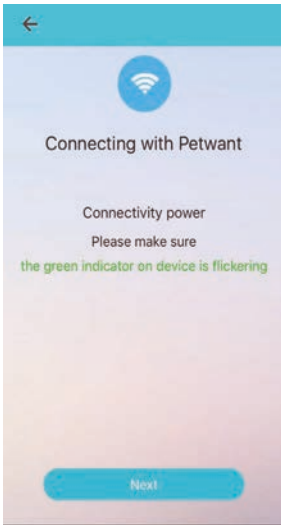 Connecting with Petwant
Connectivity power
Please make sure
the green indicator on device is flickering
Next